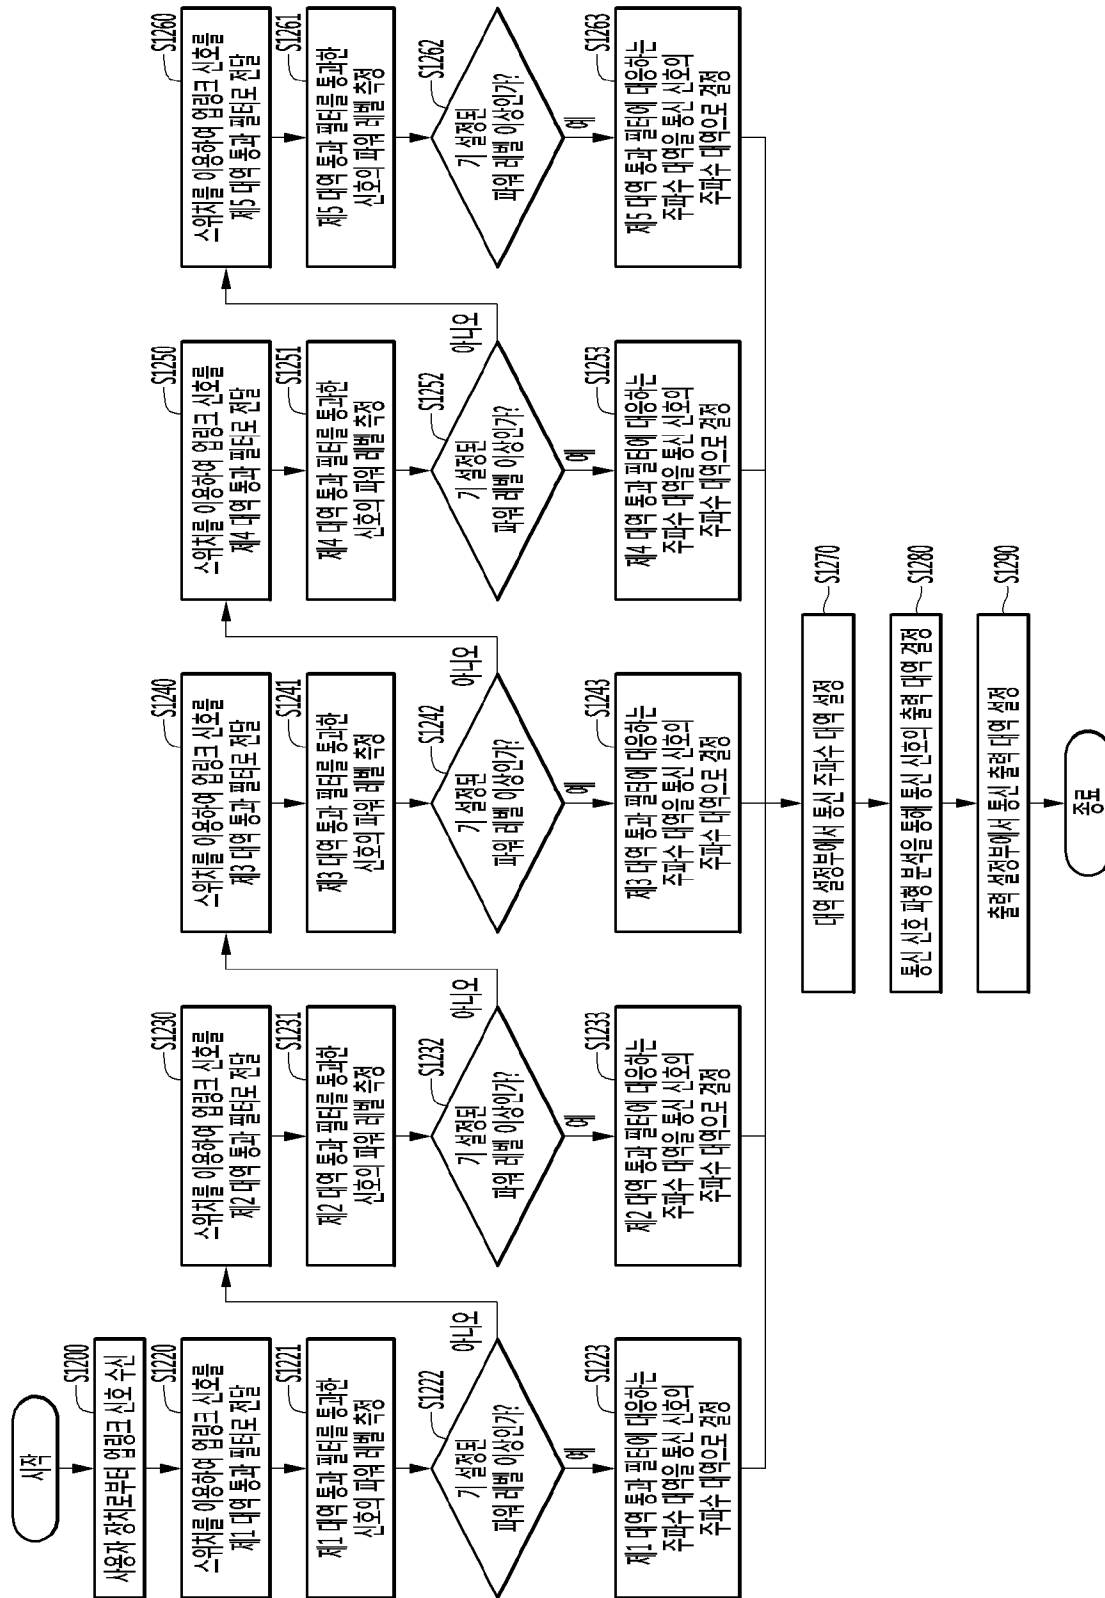 시작
S1200
사용자 장치로부터 업링크 신호 수신
S1220
스위치를 이용하여 업링크 신호를
제1 대역 통과 필터로 전달
S1221
제1 대역 통과 필터를 통과한
신호의 파워 레벨 측정
S1222
기 설정된
파워 레벨 이상인가?
아니오
예
S1223
제1 대역 통과 필터에 대응하는
주파수 대역을 통신 신호의
주파수 대역으로 결정
S1230
스위치를 이용하여 업링크 신호를
제2 대역 통과 필터로 전달
S1231
제2 대역 통과 필터를 통과한
신호의 파워 레벨 측정
S1232
기 설정된
파워 레벨 이상인가?
아니오
예
S1233
제2 대역 통과 필터에 대응하는
주파수 대역을 통신 신호의
주파수 대역으로 결정
S1240
스위치를 이용하여 업링크 신호를
제3 대역 통과 필터로 전달
S1241
제3 대역 통과 필터를 통과한
신호의 파워 레벨 측정
S1242
기 설정된
파워 레벨 이상인가?
아니오
예
S1243
제3 대역 통과 필터에 대응하는
주파수 대역을 통신 신호의
주파수 대역으로 결정
S1250
스위치를 이용하여 업링크 신호를
제4 대역 통과 필터로 전달
S1251
제4 대역 통과 필터를 통과한
신호의 파워 레벨 측정
S1252
기 설정된
파워 레벨 이상인가?
아니오
예
S1253
제4 대역 통과 필터에 대응하는
주파수 대역을 통신 신호의
주파수 대역으로 결정
S1260
스위치를 이용하여 업링크 신호를
제5 대역 통과 필터로 전달
S1261
제5 대역 통과 필터를 통과한
신호의 파워 레벨 측정
S1262
기 설정된
파워 레벨 이상인가?
예
S1263
제5 대역 통과 필터에 대응하는
주파수 대역을 통신 신호의
주파수 대역으로 결정
S1270
대역 설정부에서 통신 주파수 대역 설정
S1280
통신 신호 파형 분석을 통해 통신 신호의 출력 대역 결정
S1290
출력 설정부에서 통신 출력 대역 설정
종료